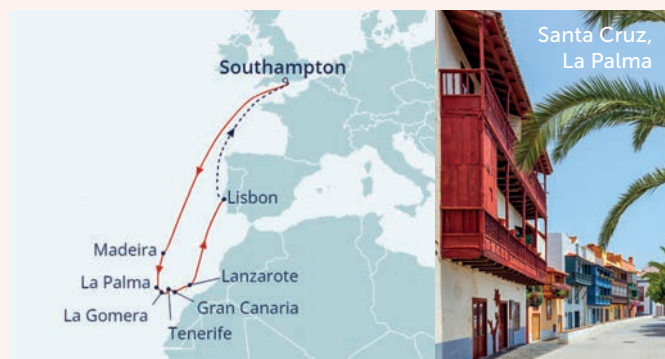 Southampton
Lisbon
Madeira
La Palma
Lanzarote
La Gomera
Gran Canaria
Tenerife
Santa Cruz,
La Palma